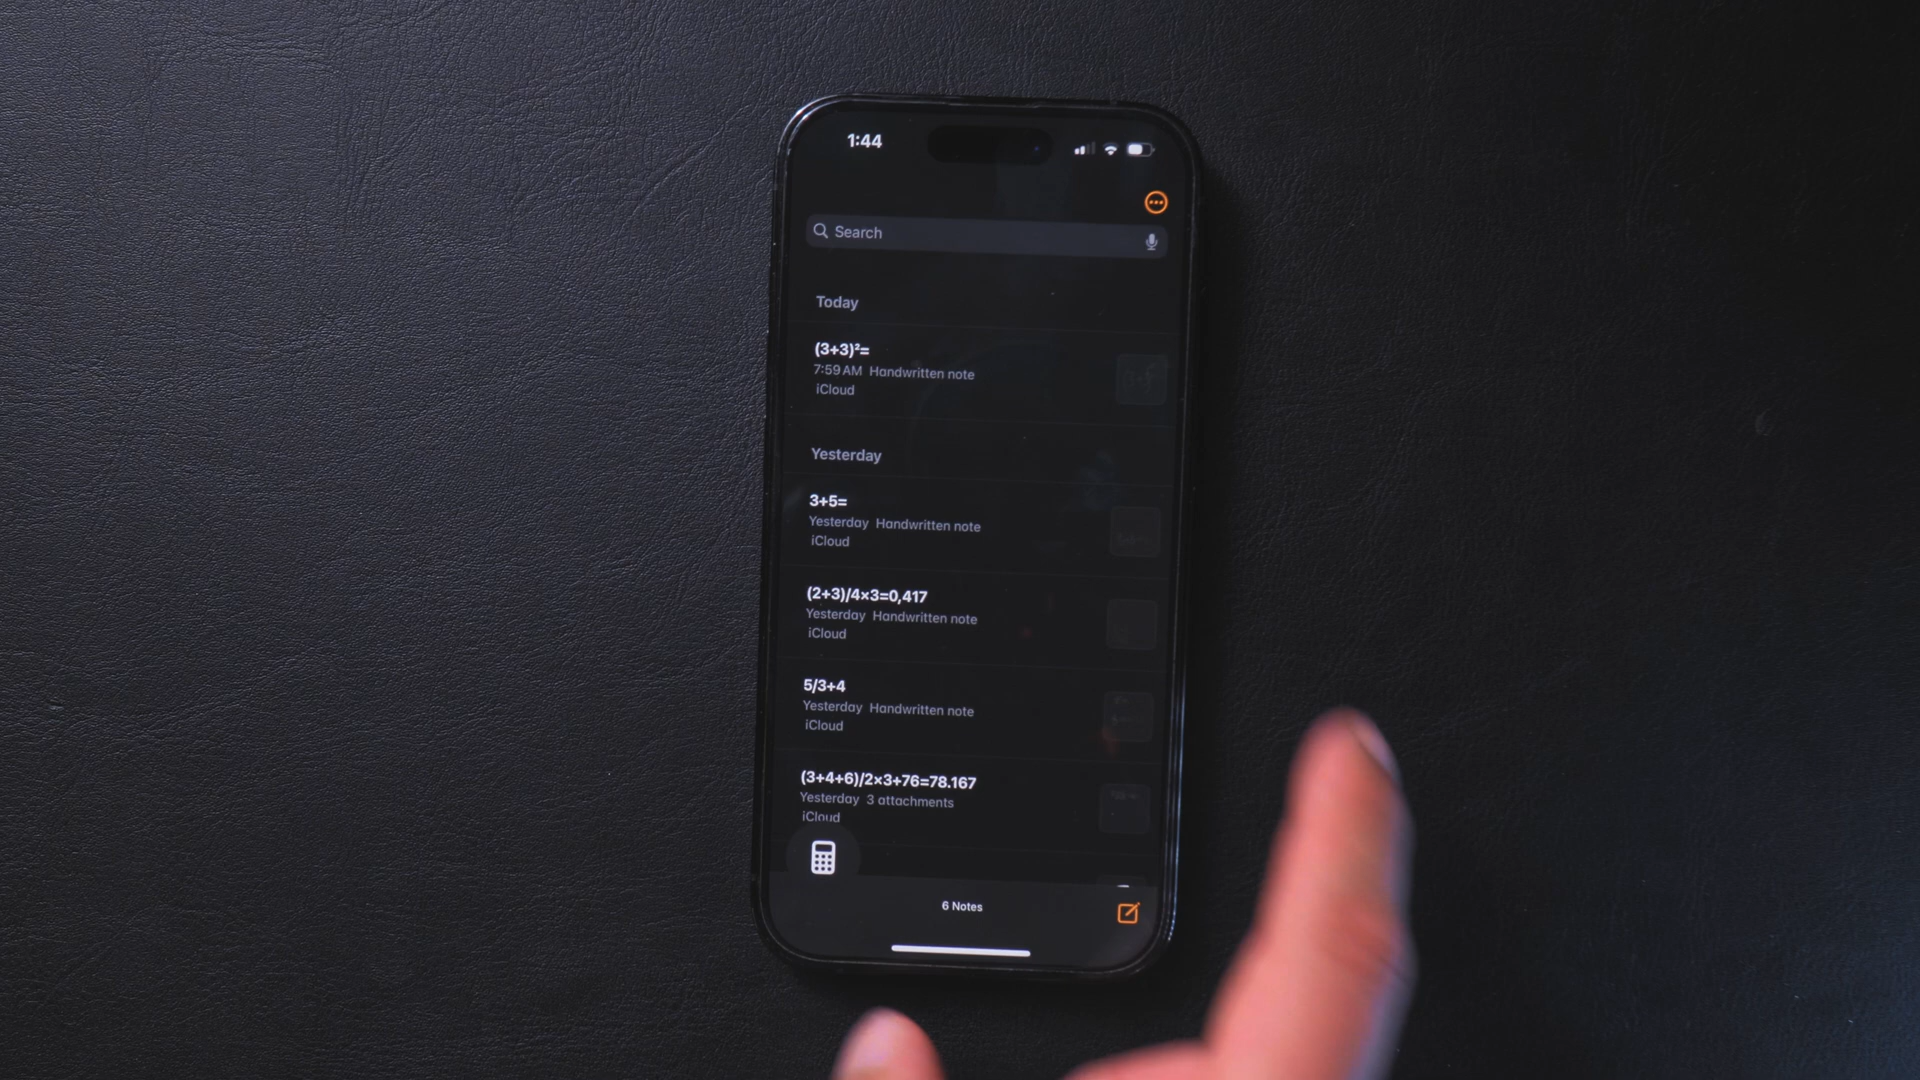 1:44
Search
Today
(3+3)²=
7:59 AM Handwritten note
iCloud
Yesterday
3+5=
Yesterday Handwritten note
iCloud
(2+3)/4×3=0,417
Yesterday Handwritten note
iCloud
5/3+4
Yesterday Handwritten note
iCloud
(3+4+6)/2×3+76=78.167
Yesterday 3 attachments
iCloud
6 Notes